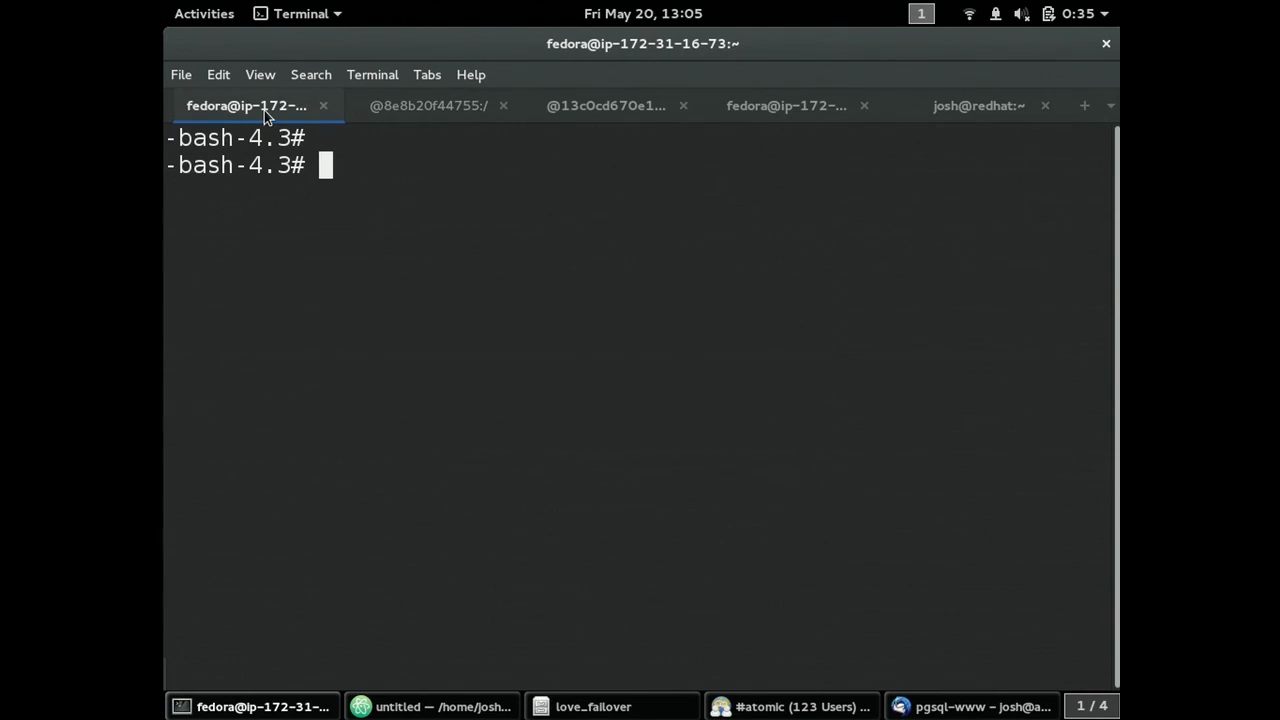 Activities Terminal Fri May 20, 13:05 1 0:35
fedora@ip-172-31-16-73:~ ×
File Edit View Search Terminal Tabs Help
fedora@ip-172-... × @8e8b20f44755:/ × @13c0cd670e1... × fedora@ip-172-... × josh@redhat:~ × +
-bash-4.3#
-bash-4.3#
fedora@ip-172-31-... untitled — /home/josh... love_failover #atomic (123 Users) ... pgsql-www – josh@a... 1 / 4